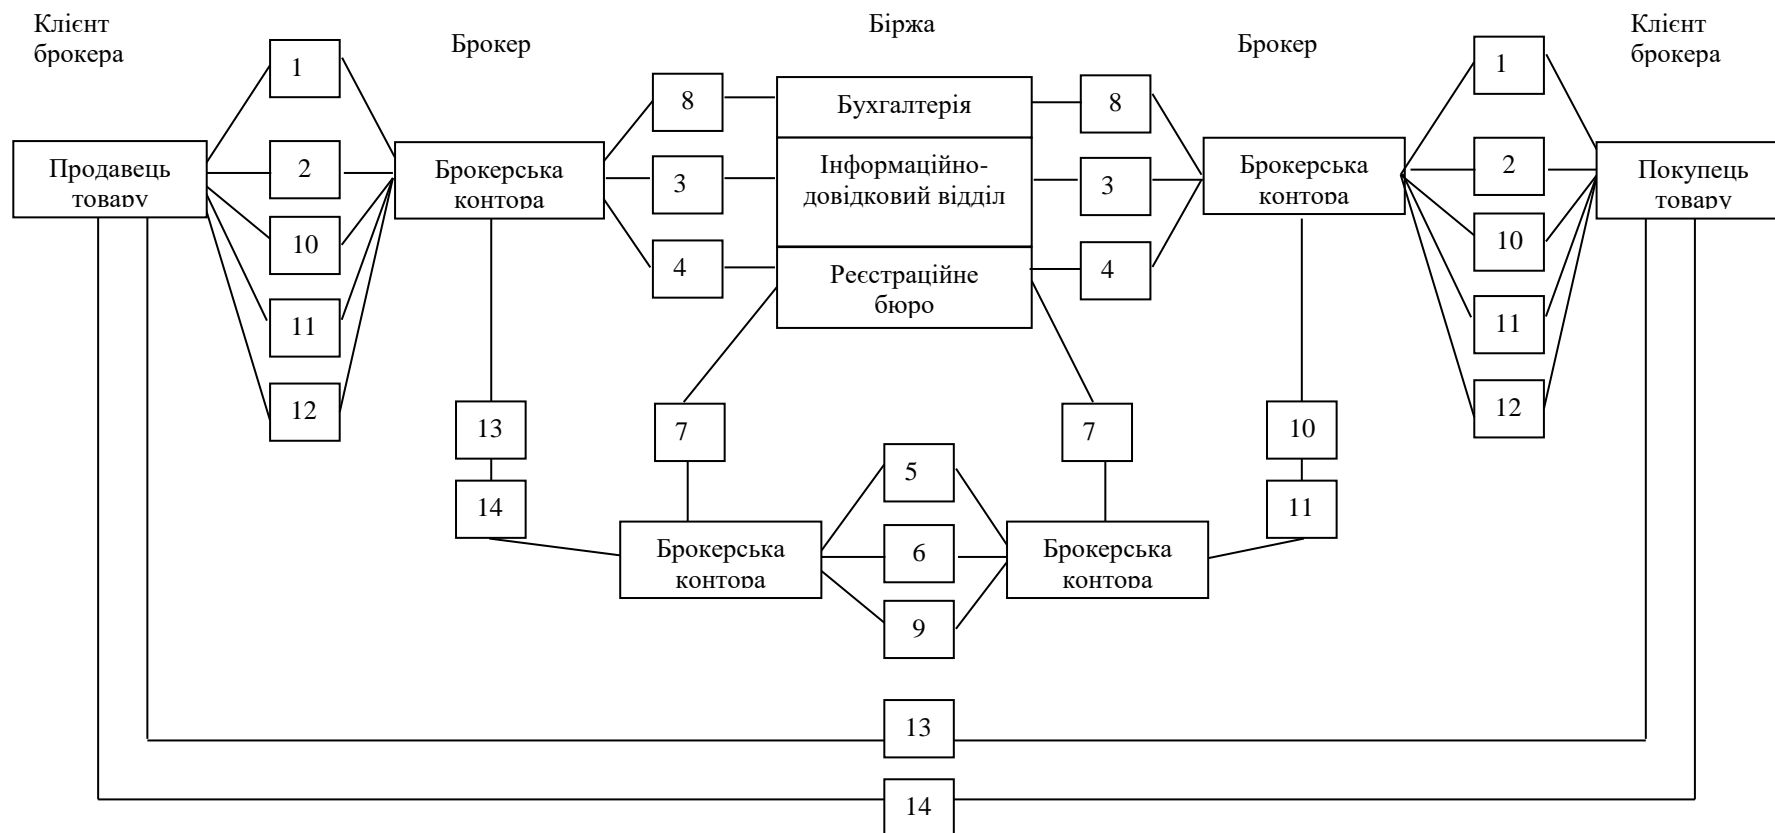 Клієнт
брокера
Брокер
Біржа
Брокер
Клієнт
брокера
1
1
8
Бухгалтерія
8
Продавець
товару
2
Брокерська
контора
3
Інформаційно-
довідковий відділ
3
Брокерська
контора
2
Покупець
товару
10
10
4
Реєстраційне
бюро
4
11
11
12
12
13
7
7
10
5
14
11
Брокерська
контора
6
Брокерська
контора
9
13
14